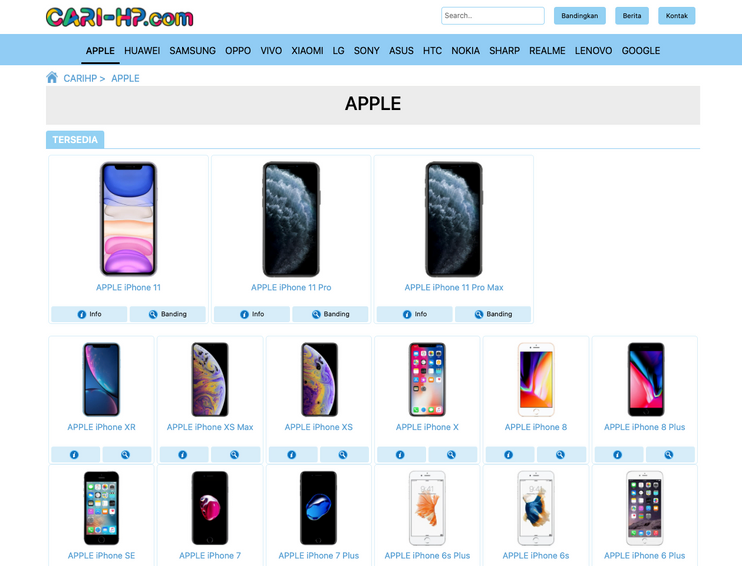 CARI-HP.com
Search..
Bandingkan
Berita
Kontak
APPLE HUAWEI SAMSUNG OPPO VIVO XIAOMI LG SONY ASUS HTC NOKIA SHARP REALME LENOVO GOOGLE
CARIHP > APPLE
APPLE
TERSEDIA
APPLE iPhone 11
APPLE iPhone 11 Pro
APPLE iPhone 11 Pro Max
Info Banding
Info Banding
Info Banding
APPLE iPhone XR
APPLE iPhone XS Max
APPLE iPhone XS
APPLE iPhone X
APPLE iPhone 8
APPLE iPhone 8 Plus
APPLE iPhone SE
APPLE iPhone 7
APPLE iPhone 7 Plus
APPLE iPhone 6s Plus
APPLE iPhone 6s
APPLE iPhone 6 Plus